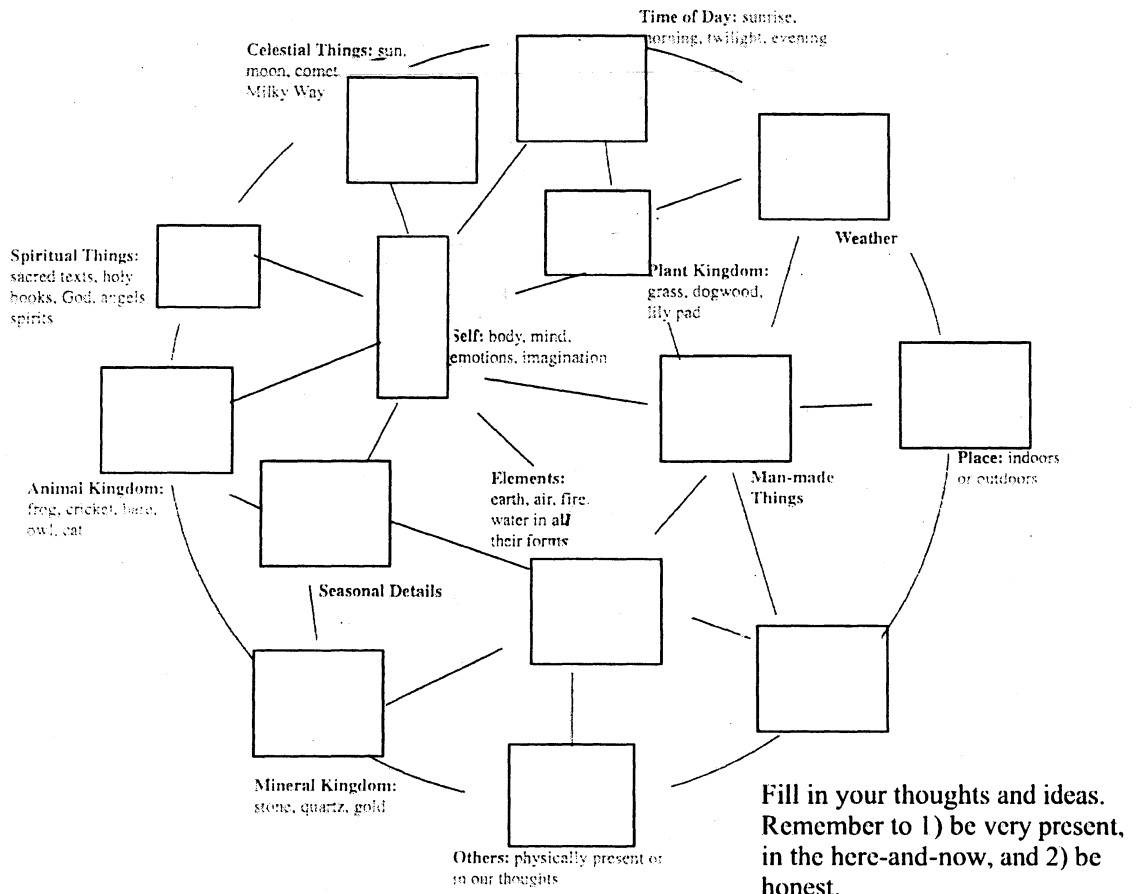 Time of Day: sunrise,
morning, twilight, evening
Celestial Things: sun,
moon, comet
Milky Way
Weather
Spiritual Things:
sacred texts, holy
books, God, angels
spirits
Plant Kingdom:
grass, dogwood,
lily pad
Self: body, mind,
emotions, imagination
Place: indoors
or outdoors
Man-made
Things
Elements:
earth, air, fire,
water in all
their forms
Animal Kingdom:
frog, cricket, hare,
owl, cat
Seasonal Details
Mineral Kingdom:
stone, quartz, gold
Others: physically present or
in our thoughts
Fill in your thoughts and ideas.
Remember to 1) be very present,
in the here-and-now, and 2) be
honest.